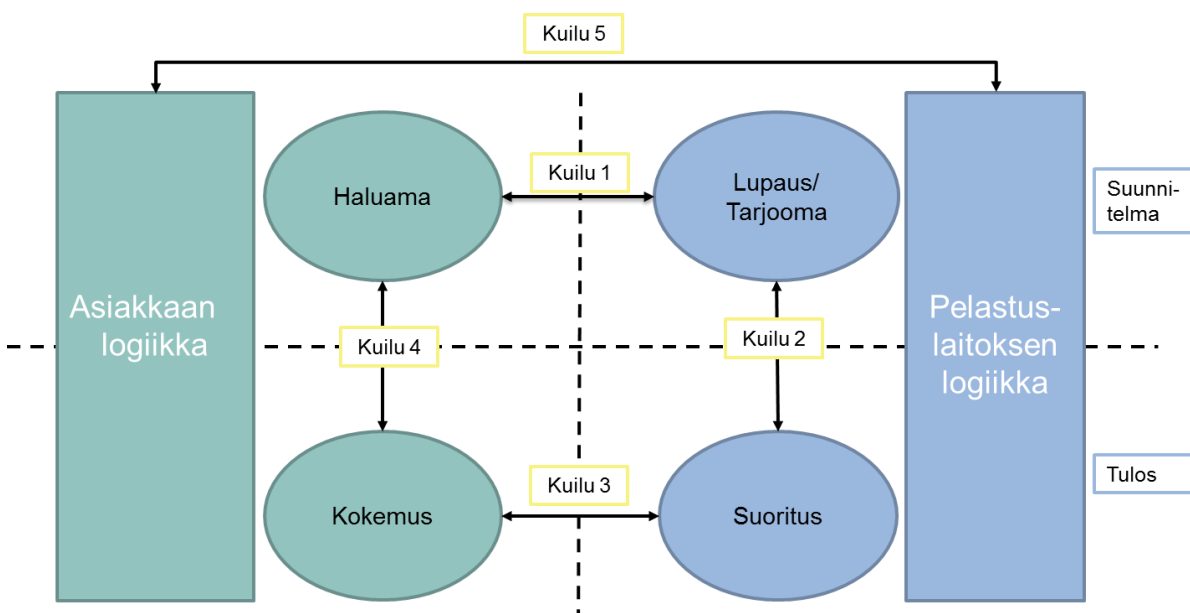 Kuilu 5
Kuilu 1
Haluama
Lupaus/
Tarjooma
Suunni-
telma
Asiakkaan
logiikka
Kuilu 4
Kuilu 2
Pelastus-
laitoksen
logiikka
Kuilu 3
Kokemus
Suoritus
Tulos